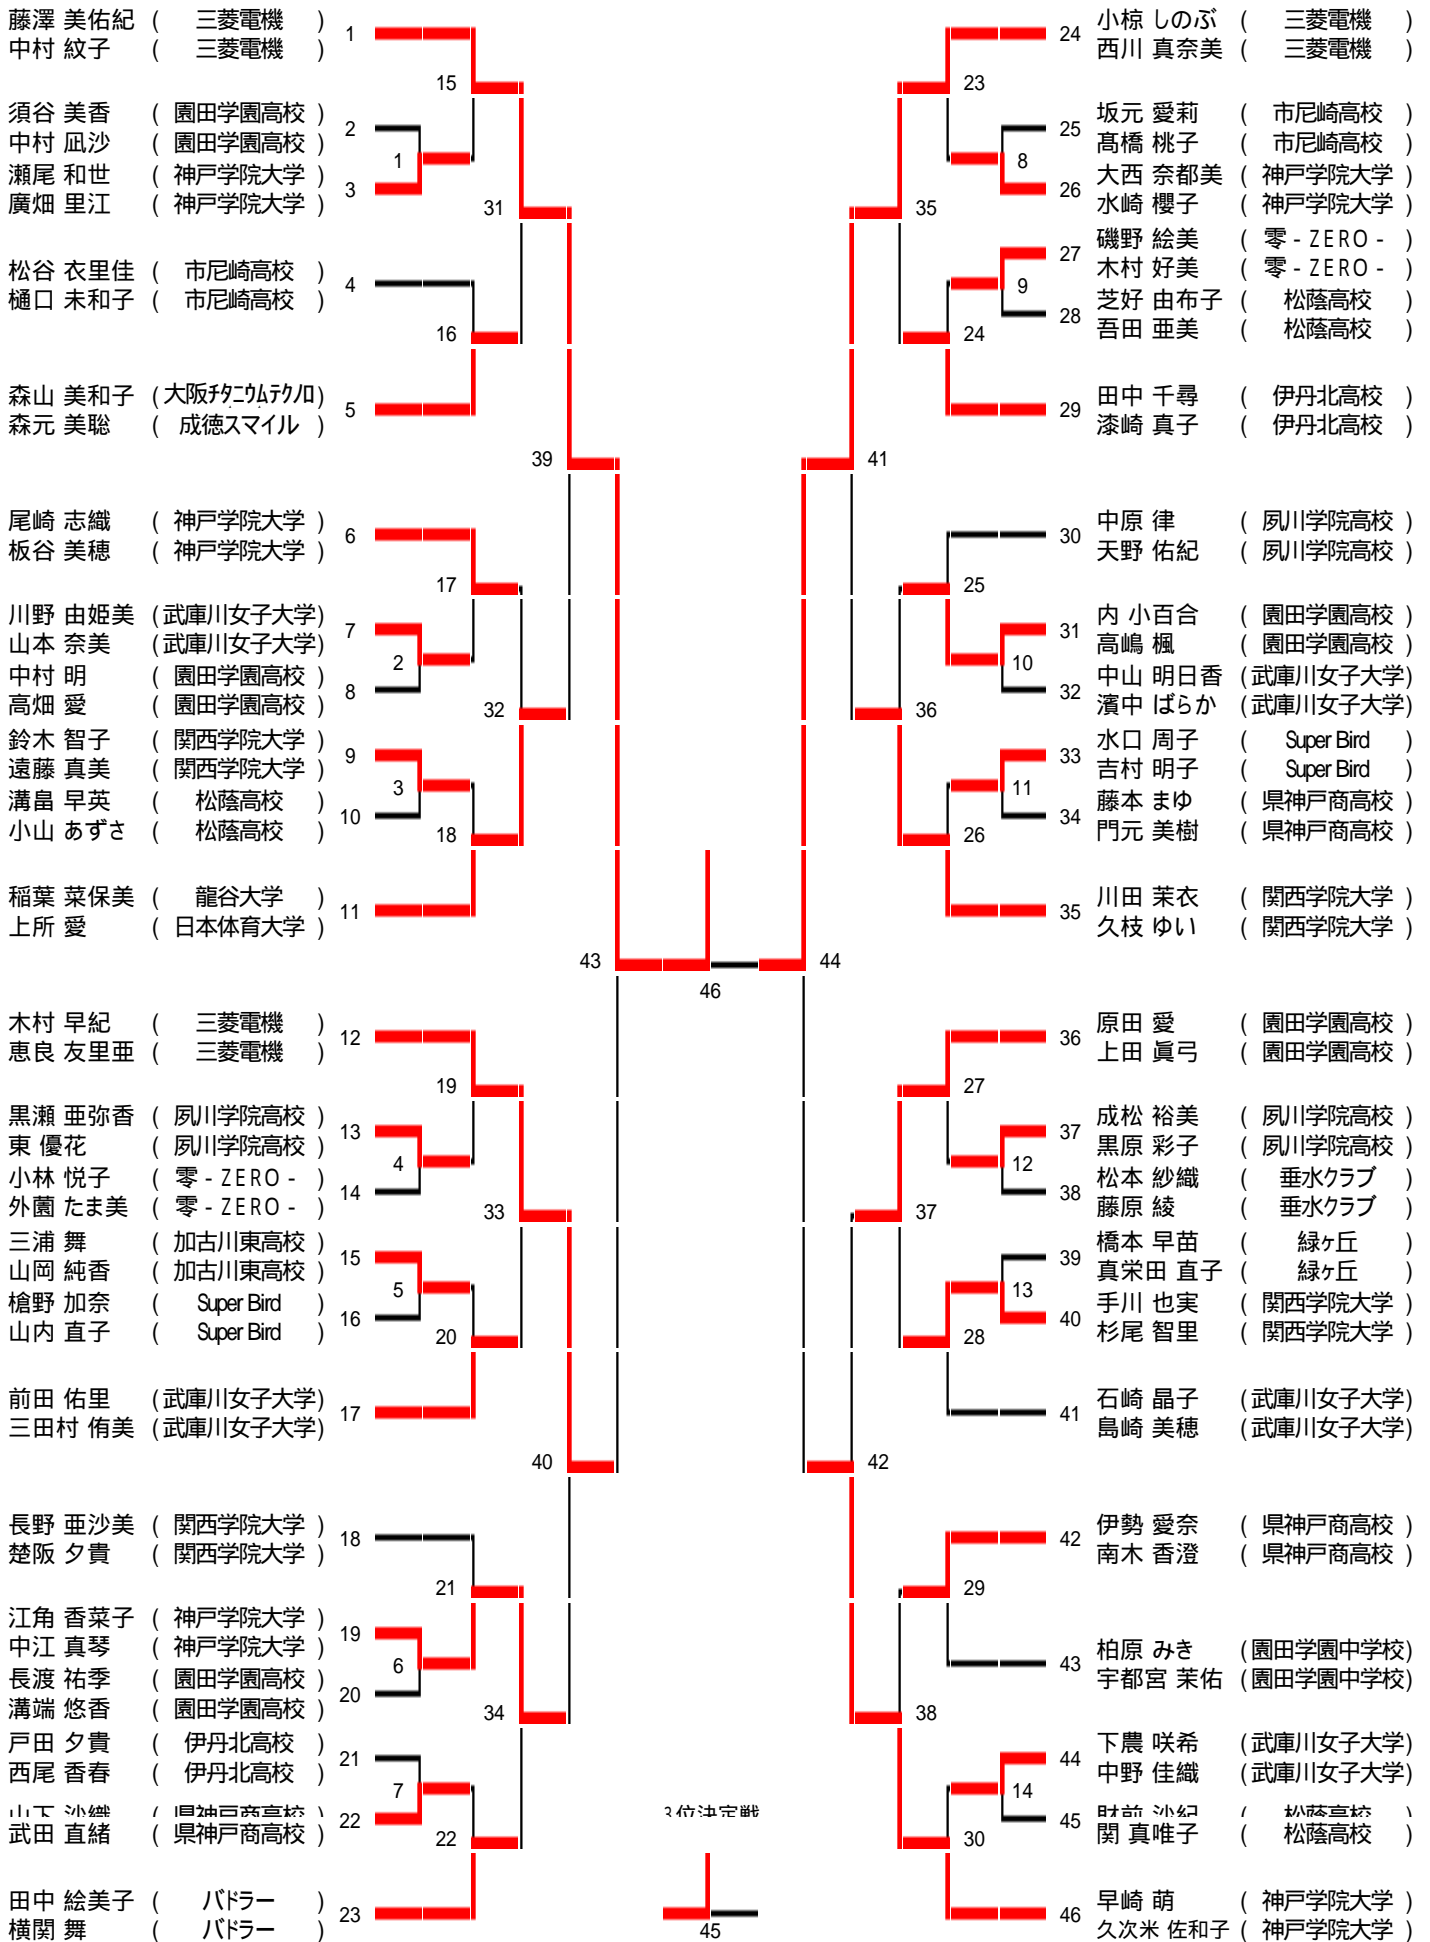 藤澤 美佑紀 ( 三菱電機 ) 1
中村 紋子 ( 三菱電機 )
15
須谷 美香 ( 園田学園高校 ) 2
中村 凪沙 ( 園田学園高校 )
1
瀬尾 和世 ( 神戸学院大学 ) 3
廣畑 里江 ( 神戸学院大学 )
31
松谷 衣里佳 ( 市尼崎高校 ) 4
樋口 未和子 ( 市尼崎高校 )
16
森山 美和子 ( 大阪チタニウムテクノロ ) 5
森元 美聡 ( 成徳スマイル )
39
尾崎 志織 ( 神戸学院大学 ) 6
板谷 美穂 ( 神戸学院大学 )
17
川野 由姫美 ( 武庫川女子大学 ) 7
山本 奈美 ( 武庫川女子大学 )
2
中村 明 ( 園田学園高校 ) 8
高畑 愛 ( 園田学園高校 )
32
鈴木 智子 ( 関西学院大学 ) 9
遠藤 真美 ( 関西学院大学 )
3
溝畠 早英 ( 松蔭高校 ) 10
小山 あずさ ( 松蔭高校 )
18
稲葉 菜保美 ( 龍谷大学 ) 11
上所 愛 ( 日本体育大学 )
43
木村 早紀 ( 三菱電機 ) 12
恵良 友里亜 ( 三菱電機 )
19
黒瀬 亜弥香 ( 夙川学院高校 ) 13
東 優花 ( 夙川学院高校 )
4
小林 悦子 ( 零 - ZERO - ) 14
外薗 たま美 ( 零 - ZERO - )
33
三浦 舞 ( 加古川東高校 ) 15
山岡 純香 ( 加古川東高校 )
5
槍野 加奈 ( Super Bird ) 16
山内 直子 ( Super Bird )
20
前田 佑里 ( 武庫川女子大学 ) 17
三田村 侑美 ( 武庫川女子大学 )
40
長野 亜沙美 ( 関西学院大学 ) 18
楚阪 夕貴 ( 関西学院大学 )
21
江角 香菜子 ( 神戸学院大学 ) 19
中江 真琴 ( 神戸学院大学 )
6
長渡 祐季 ( 園田学園高校 ) 20
溝端 悠香 ( 園田学園高校 )
34
戸田 夕貴 ( 伊丹北高校 ) 21
西尾 香春 ( 伊丹北高校 )
7
山下 沙織 ( 県神戸商高校 ) 22
武田 直緒 ( 県神戸商高校 )
22
田中 絵美子 ( バドラー ) 23
横関 舞 ( バドラー )
46
3位決定戦
45
24 小椋 しのぶ ( 三菱電機 )
西川 真奈美 ( 三菱電機 )
23
25 坂元 愛莉 ( 市尼崎高校 )
髙橋 桃子 ( 市尼崎高校 )
8
26 大西 奈都美 ( 神戸学院大学 )
水崎 櫻子 ( 神戸学院大学 )
35
27 磯野 絵美 ( 零 - ZERO - )
木村 好美 ( 零 - ZERO - )
9
28 芝好 由布子 ( 松蔭高校 )
吾田 亜美 ( 松蔭高校 )
24
29 田中 千尋 ( 伊丹北高校 )
漆崎 真子 ( 伊丹北高校 )
41
30 中原 律 ( 夙川学院高校 )
天野 佑紀 ( 夙川学院高校 )
25
31 内 小百合 ( 園田学園高校 )
高嶋 楓 ( 園田学園高校 )
10
32 中山 明日香 ( 武庫川女子大学 )
濱中 ばらか ( 武庫川女子大学 )
36
33 水口 周子 ( Super Bird )
吉村 明子 ( Super Bird )
11
34 藤本 まゆ ( 県神戸商高校 )
門元 美樹 ( 県神戸商高校 )
26
35 川田 茉衣 ( 関西学院大学 )
久枝 ゆい ( 関西学院大学 )
44
36 原田 愛 ( 園田学園高校 )
上田 眞弓 ( 園田学園高校 )
27
37 成松 裕美 ( 夙川学院高校 )
黒原 彩子 ( 夙川学院高校 )
12
38 松本 紗織 ( 垂水クラブ )
藤原 綾 ( 垂水クラブ )
37
39 橋本 早苗 ( 緑ヶ丘 )
真栄田 直子 ( 緑ヶ丘 )
13
40 手川 也実 ( 関西学院大学 )
杉尾 智里 ( 関西学院大学 )
28
41 石崎 晶子 ( 武庫川女子大学 )
島崎 美穂 ( 武庫川女子大学 )
42
42 伊勢 愛奈 ( 県神戸商高校 )
南木 香澄 ( 県神戸商高校 )
29
43 柏原 みき ( 園田学園中学校 )
宇都宮 茉佑 ( 園田学園中学校 )
38
44 下農 咲希 ( 武庫川女子大学 )
中野 佳織 ( 武庫川女子大学 )
14
45 財前 沙紀 ( 松蔭高校 )
関 真唯子 ( 松蔭高校 )
30
46 早崎 萌 ( 神戸学院大学 )
久次米 佐和子 ( 神戸学院大学 )